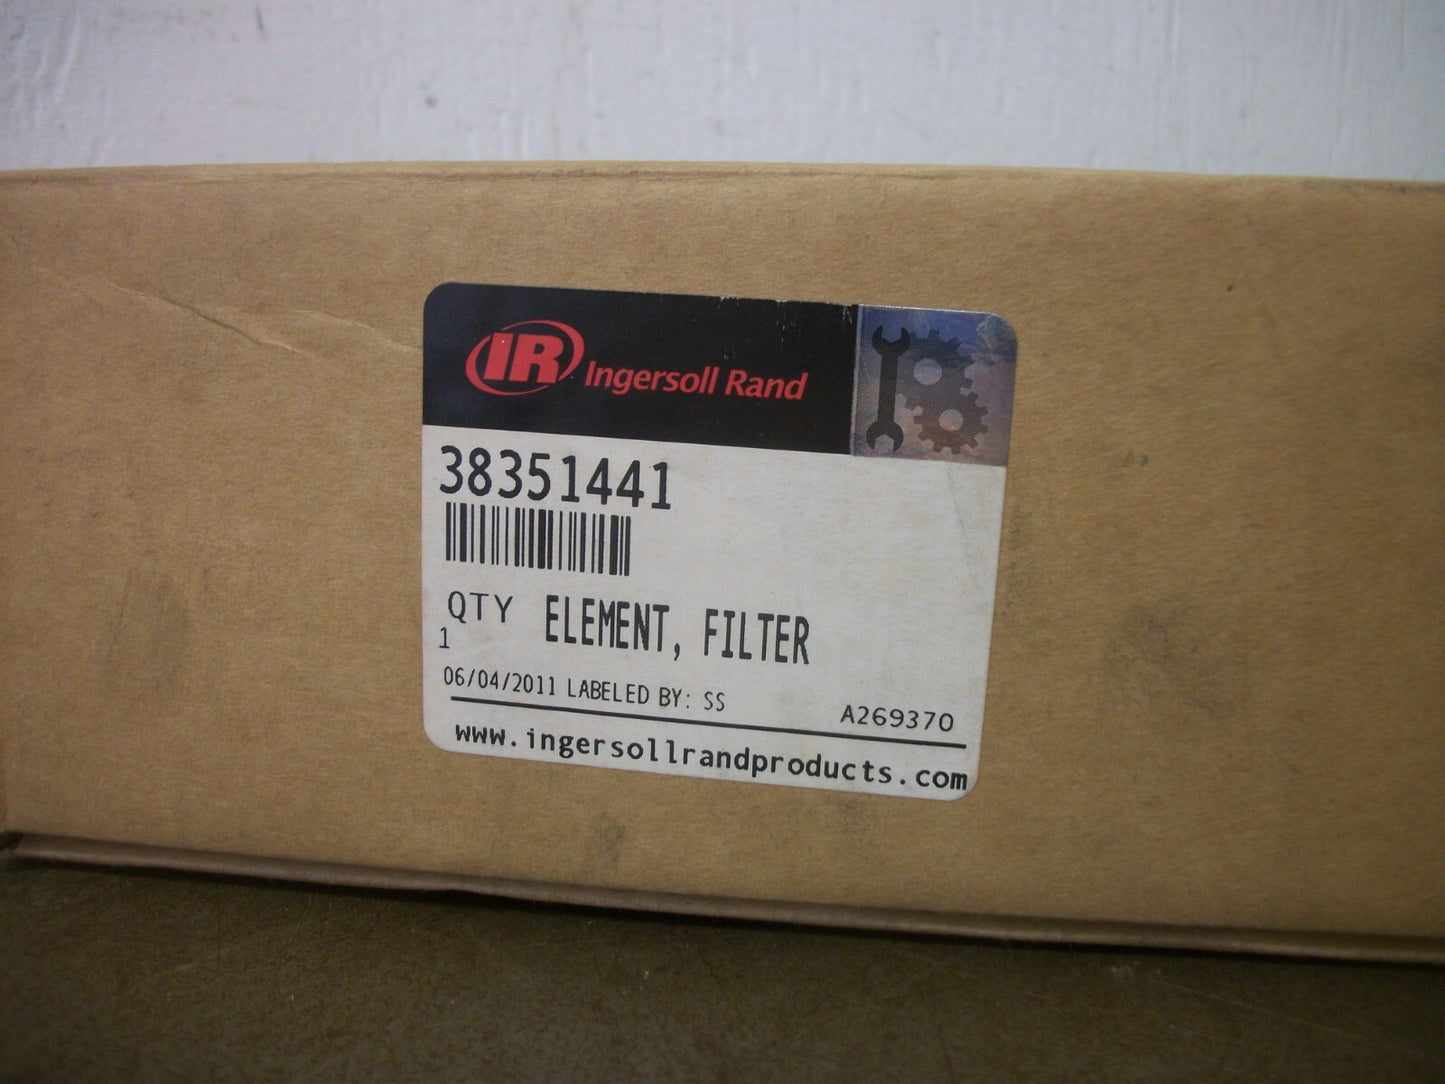 IR Ingersoll Rand
38351441
QTY ELEMENT, FILTER
1
06/04/2011 LABELED BY: SS A269370
www.ingersollrandproducts.com